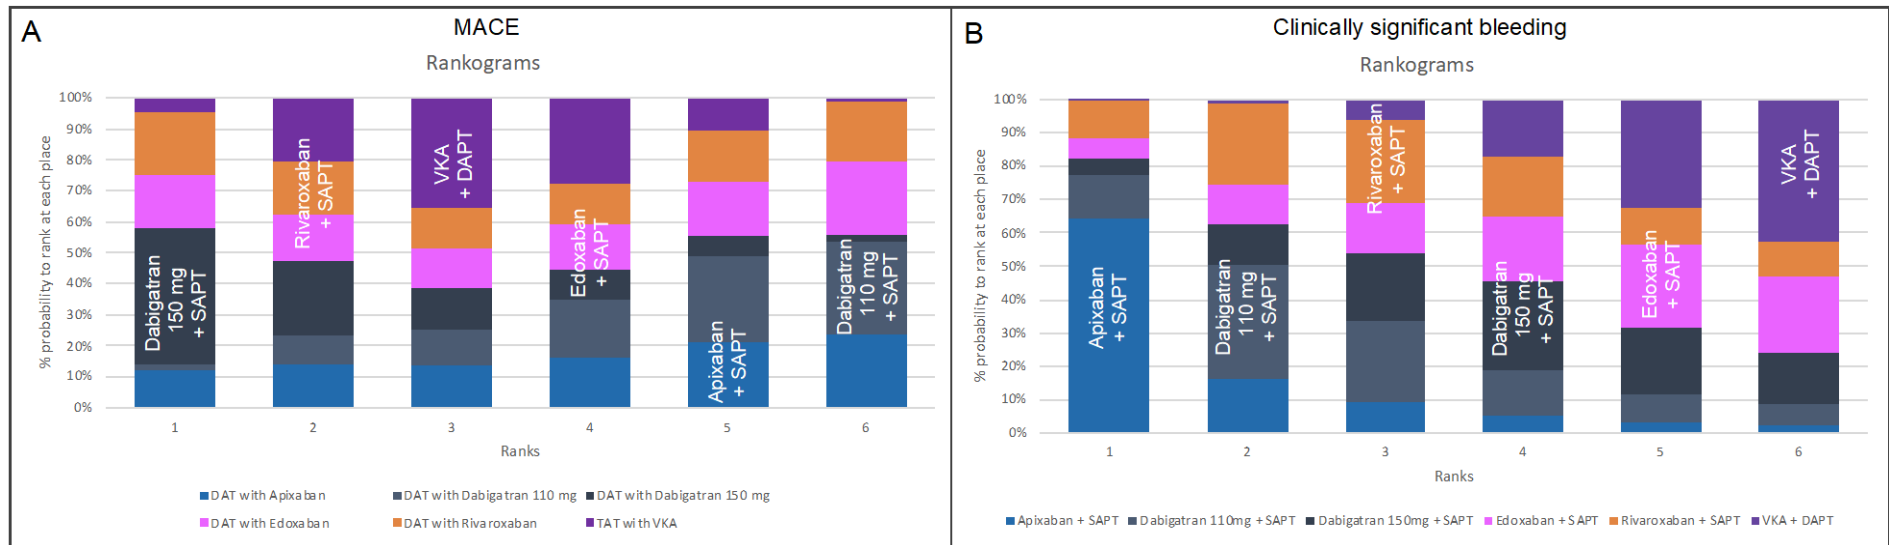 A
MACE
Rankograms
% probability to rank at each place
100%
90%
80%
70%
60%
50%
40%
30%
20%
10%
0%
Dabigatran
150 mg
+ SAPT
Rivaroxaban
+ SAPT
VKA
+ DAPT
Edoxaban
+ SAPT
Apixaban
+ SAPT
Dabigatran
110 mg
+ SAPT
1 2 3 4 5 6
Ranks
DAT with Apixaban DAT with Dabigatran 110 mg DAT with Dabigatran 150 mg
DAT with Edoxaban DAT with Rivaroxaban TAT with VKA
B
Clinically significant bleeding
Rankograms
% probability to rank at each place
100%
90%
80%
70%
60%
50%
40%
30%
20%
10%
0%
Apixaban
+ SAPT
Dabigatran
110 mg
+ SAPT
Rivaroxaban
+ SAPT
Dabigatran
150 mg
+ SAPT
Edoxaban
+ SAPT
VKA
+ DAPT
1 2 3 4 5 6
Ranks
Apixaban + SAPT Dabigatran 110mg + SAPT Dabigatran 150mg + SAPT Edoxaban + SAPT Rivaroxaban + SAPT VKA + DAPT